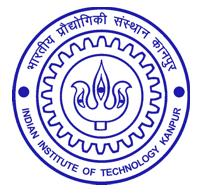 भारतीय प्रौद्योगिकी संस्थान कानपुर
INDIAN INSTITUTE OF TECHNOLOGY KANPUR